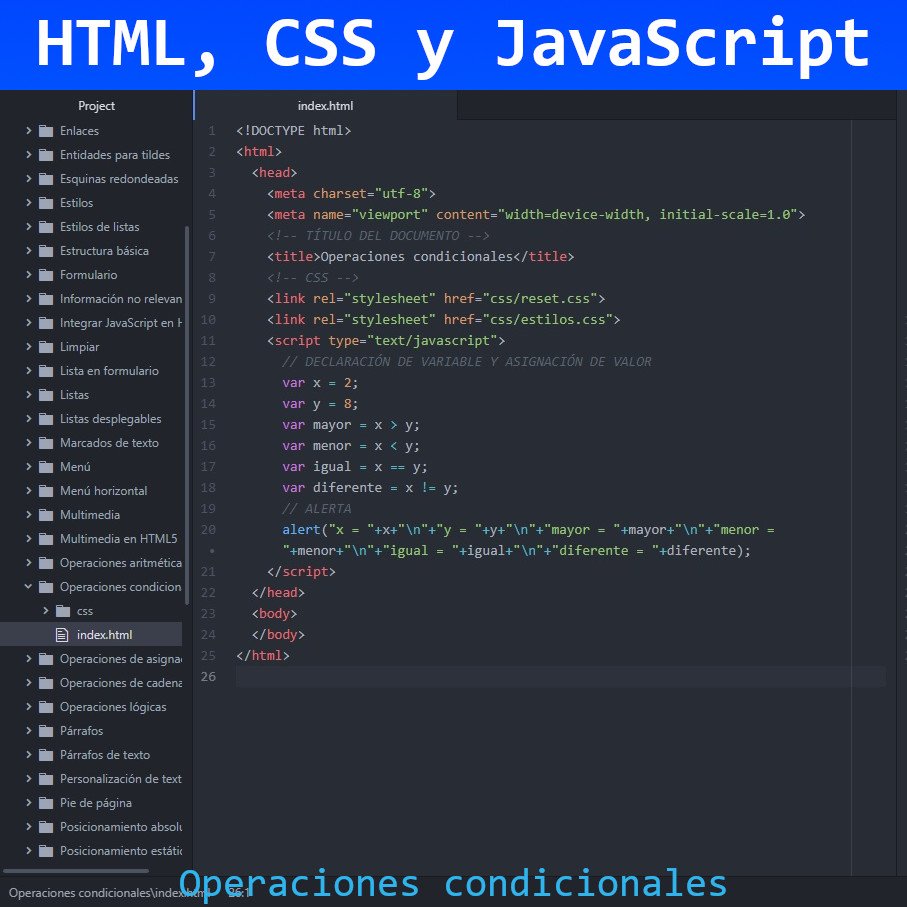 HTML, CSS y JavaScript
Project
Enlaces
Entidades para tildes
Esquinas redondeadas
Estilos
Estilos de listas
Estructura básica
Formulario
Información no relevan
Integrar JavaScript en H
Limpiar
Lista en formulario
Listas
Listas desplegables
Marcados de texto
Menú
Menú horizontal
Multimedia
Multimedia en HTML5
Operaciones aritmética
Operaciones condicion
css
index.html
Operaciones de asigna
Operaciones de cadena
Operaciones lógicas
Párrafos
Párrafos de texto
Personalización de text
Pie de página
Posicionamiento absolu
Posicionamiento estátic
index.html
1 <!DOCTYPE html>
2 <html>
3 <head>
4 <meta charset="utf-8">
5 <meta name="viewport" content="width=device-width, initial-scale=1.0">
6 <!-- TÍTULO DEL DOCUMENTO -->
7 <title>Operaciones condicionales</title>
8 <!-- CSS -->
9 <link rel="stylesheet" href="css/reset.css">
10 <link rel="stylesheet" href="css/estilos.css">
11 <script type="text/javascript">
12 // DECLARACIÓN DE VARIABLE Y ASIGNACIÓN DE VALOR
13 var x = 2;
14 var y = 8;
15 var mayor = x > y;
16 var menor = x < y;
17 var igual = x == y;
18 var diferente = x != y;
19 // ALERTA
20 alert("x = "+x+"\n"+"y = "+y+"\n"+"mayor = "+mayor+"\n"+"menor =
• "+menor+"\n"+"igual = "+igual+"\n"+"diferente = "+diferente);
21 </script>
22 </head>
23 <body>
24 </body>
25 </html>
26
Operaciones condicionales\index.html 26:1
Operaciones condicionales